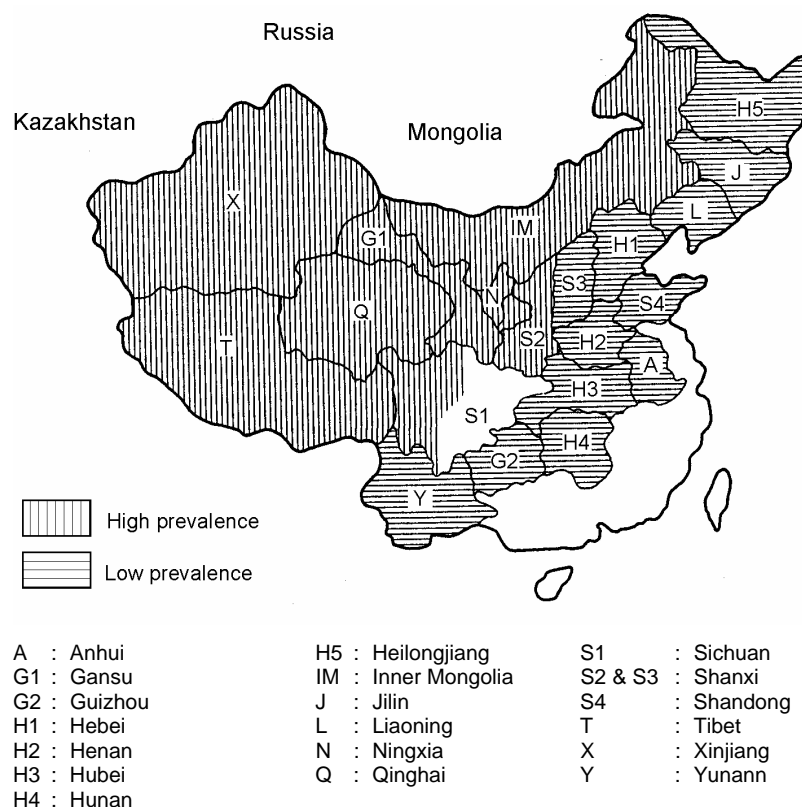 Russia
Kazakhstan
Mongolia
H5
J
X
L
IM
G1
H1
S3
N
Q
S4
T
S2
H2
A
H3
S1
H4
G2
Y
High prevalence
Low prevalence
A : Anhui
G1 : Gansu
G2 : Guizhou
H1 : Hebei
H2 : Henan
H3 : Hubei
H4 : Hunan
H5 : Heilongjiang
IM : Inner Mongolia
J : Jilin
L : Liaoning
N : Ningxia
Q : Qinghai
S1 : Sichuan
S2 & S3 : Shanxi
S4 : Shandong
T : Tibet
X : Xinjiang
Y : Yunann